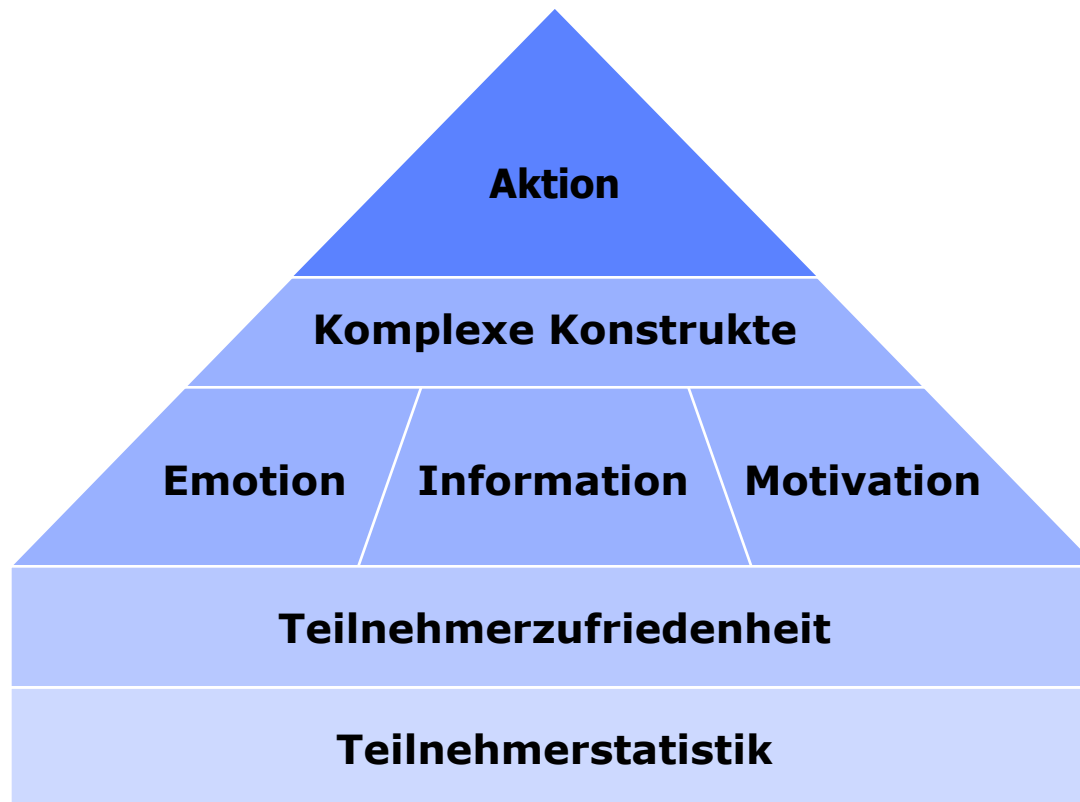 Aktion
Komplexe Konstrukte
Emotion
Information
Motivation
Teilnehmerzufriedenheit
Teilnehmerstatistik